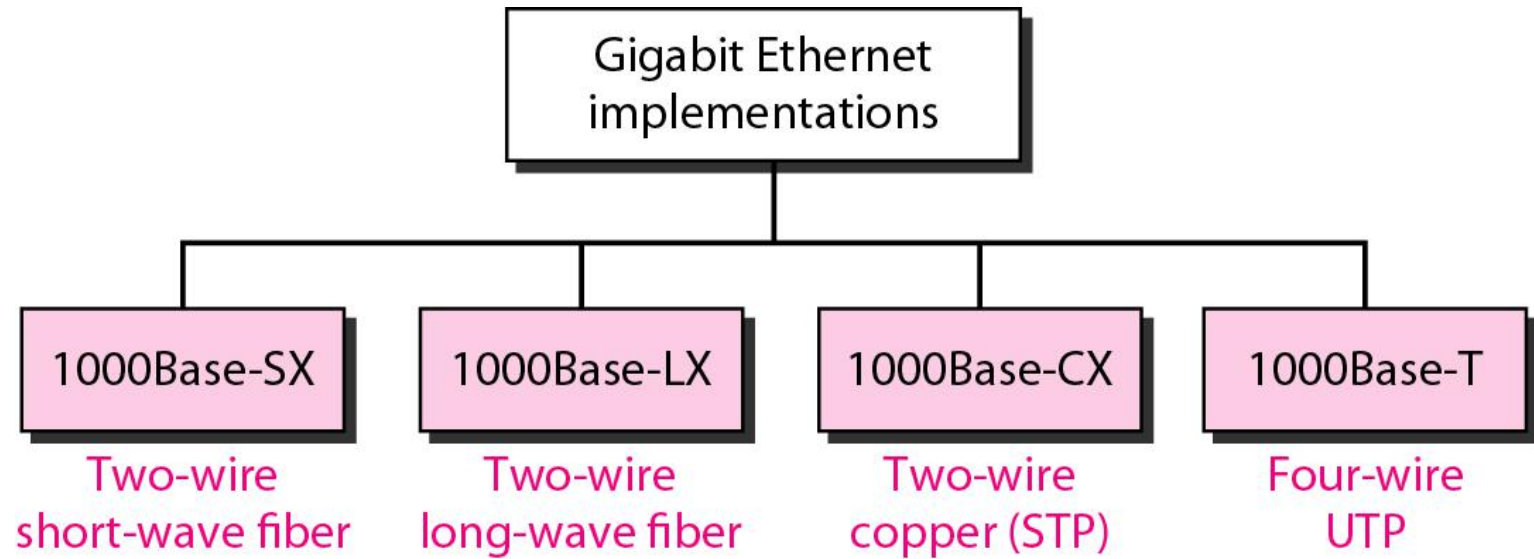 Gigabit Ethernet
implementations
1000Base-SX
1000Base-LX
1000Base-CX
1000Base-T
Two-wire
short-wave fiber
Two-wire
long-wave fiber
Two-wire
copper (STP)
Four-wire
UTP